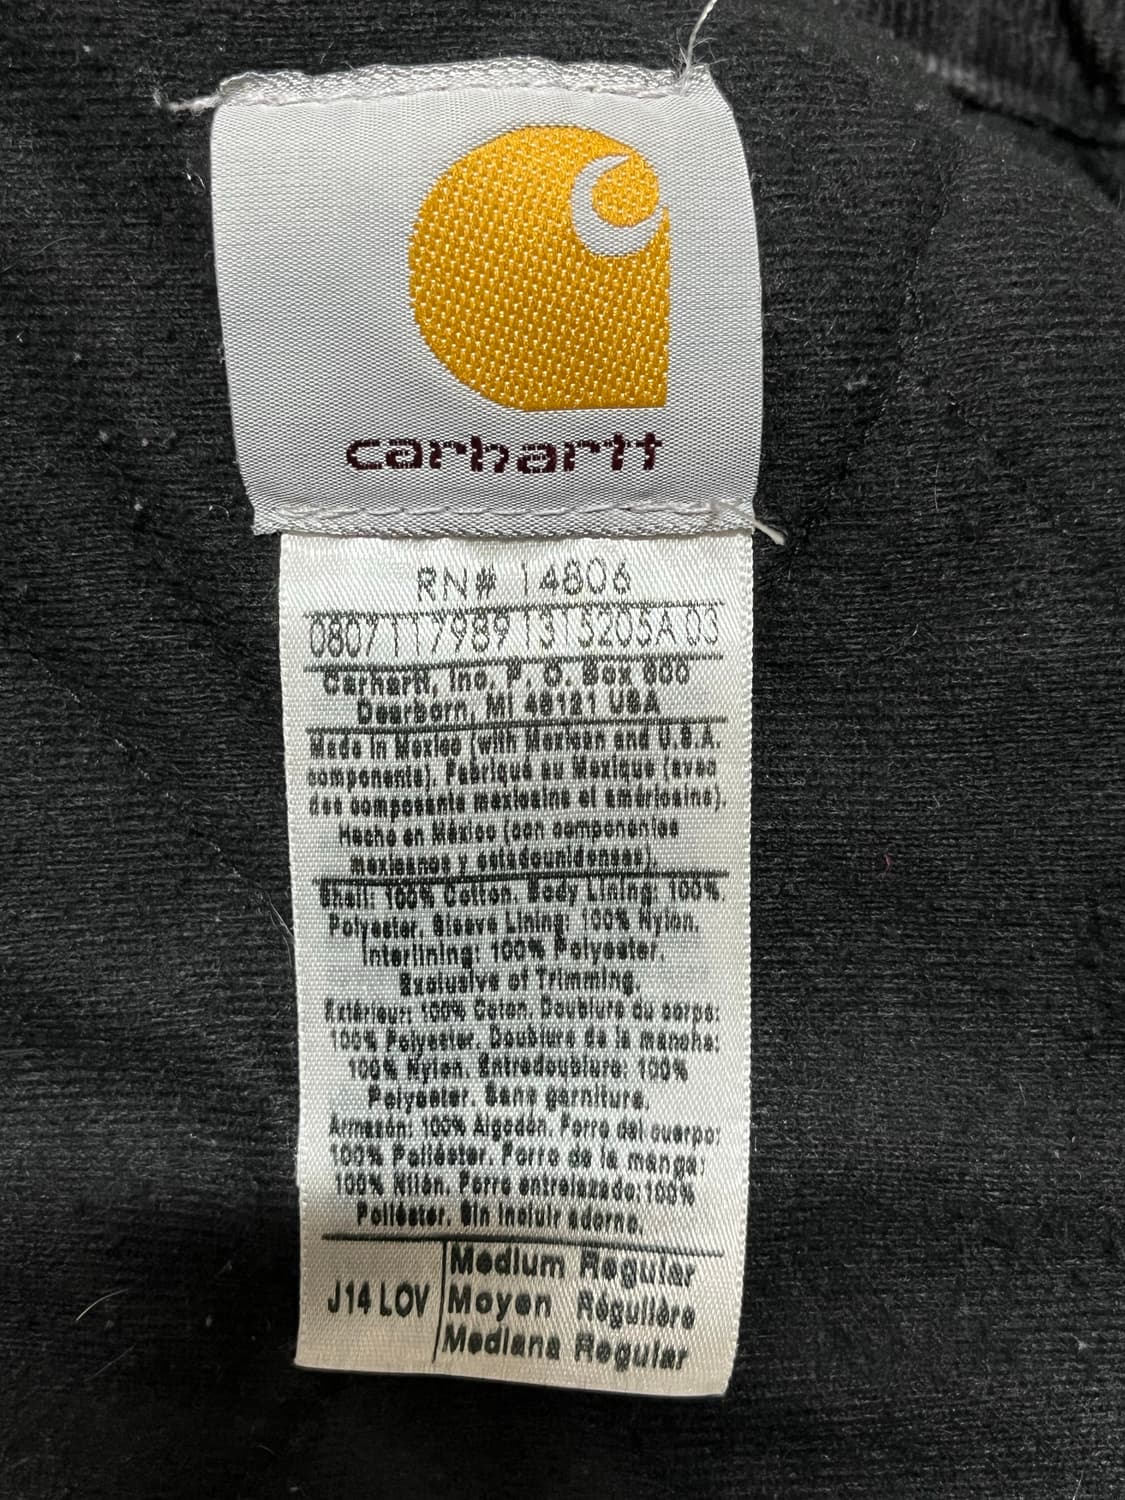 carhartt
RN# 14806
08071179891315205A 03
Carhartt, Inc. P. O. Box 600
Dearborn, MI 48121 USA
Made in Mexico (with Mexican and U.S.A.
components). Fabriqué au Mexique (avec
des composants mexicains et américains).
Hecho en México (con componentes
mexicanos y estadounidenses).
Shell: 100% Cotton. Body Lining: 100%
Polyester. Sleeve Lining: 100% Nylon.
Interlining: 100% Polyester.
Exclusive of Trimming.
Extérieur: 100% Coton. Doublure du corps:
100% Polyester. Doublure de la manche:
100% Nylon. Entredoublure: 100%
Polyester. Sans garniture.
Armazón: 100% Algodón. Forro del cuerpo:
100% Poliéster. Forro de la manga:
100% Nilón. Forro entrelazado: 100%
Poliéster. Sin incluir adorno.
J14 LOV
Medium Regular
Moyen Régulière
Mediana Regular